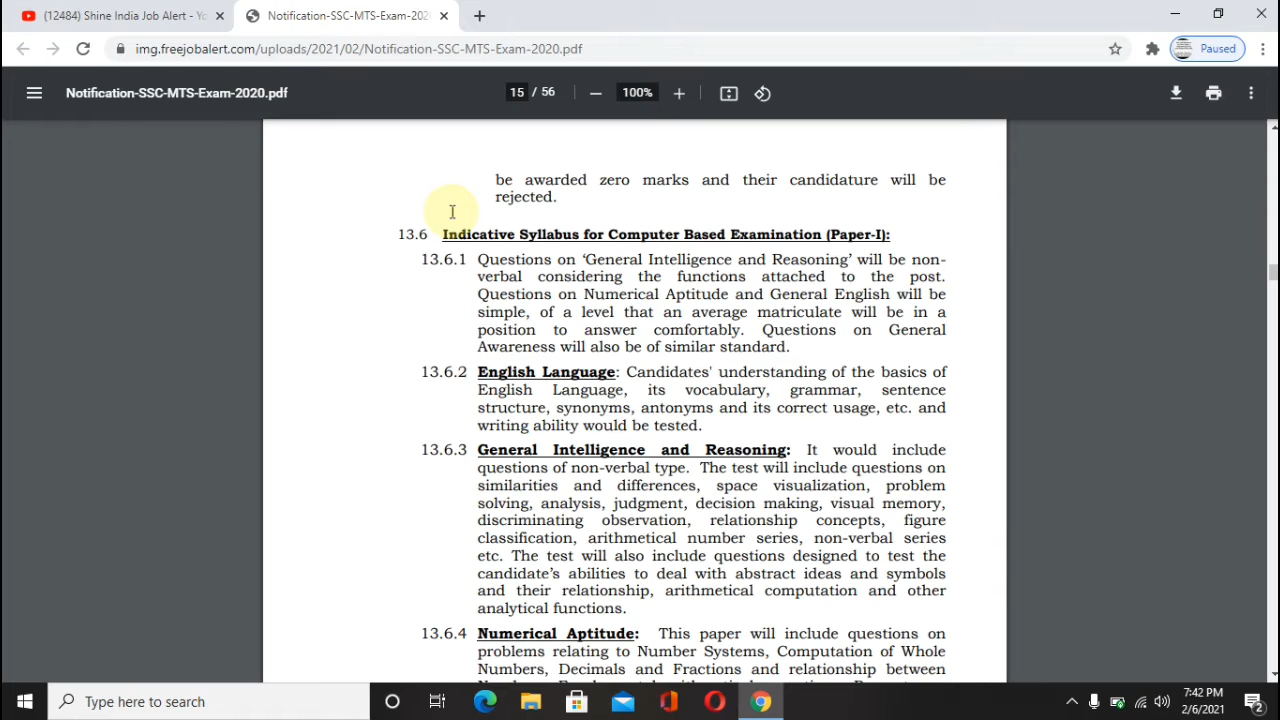 (12484) Shine India Job Alert - Yo
Notification-SSC-MTS-Exam-202
img.freejobalert.com/uploads/2021/02/Notification-SSC-MTS-Exam-2020.pdf
Paused
Notification-SSC-MTS-Exam-2020.pdf
15 / 56
100%
be awarded zero marks and their candidature will be
rejected.
13.6 Indicative Syllabus for Computer Based Examination (Paper-I):
13.6.1 Questions on ‘General Intelligence and Reasoning’ will be non-
verbal considering the functions attached to the post.
Questions on Numerical Aptitude and General English will be
simple, of a level that an average matriculate will be in a
position to answer comfortably. Questions on General
Awareness will also be of similar standard.
13.6.2 English Language: Candidates' understanding of the basics of
English Language, its vocabulary, grammar, sentence
structure, synonyms, antonyms and its correct usage, etc. and
writing ability would be tested.
13.6.3 General Intelligence and Reasoning: It would include
questions of non-verbal type. The test will include questions on
similarities and differences, space visualization, problem
solving, analysis, judgment, decision making, visual memory,
discriminating observation, relationship concepts, figure
classification, arithmetical number series, non-verbal series
etc. The test will also include questions designed to test the
candidate’s abilities to deal with abstract ideas and symbols
and their relationship, arithmetical computation and other
analytical functions.
13.6.4 Numerical Aptitude: This paper will include questions on
problems relating to Number Systems, Computation of Whole
Numbers, Decimals and Fractions and relationship between
Type here to search
7:42 PM
2/6/2021
2